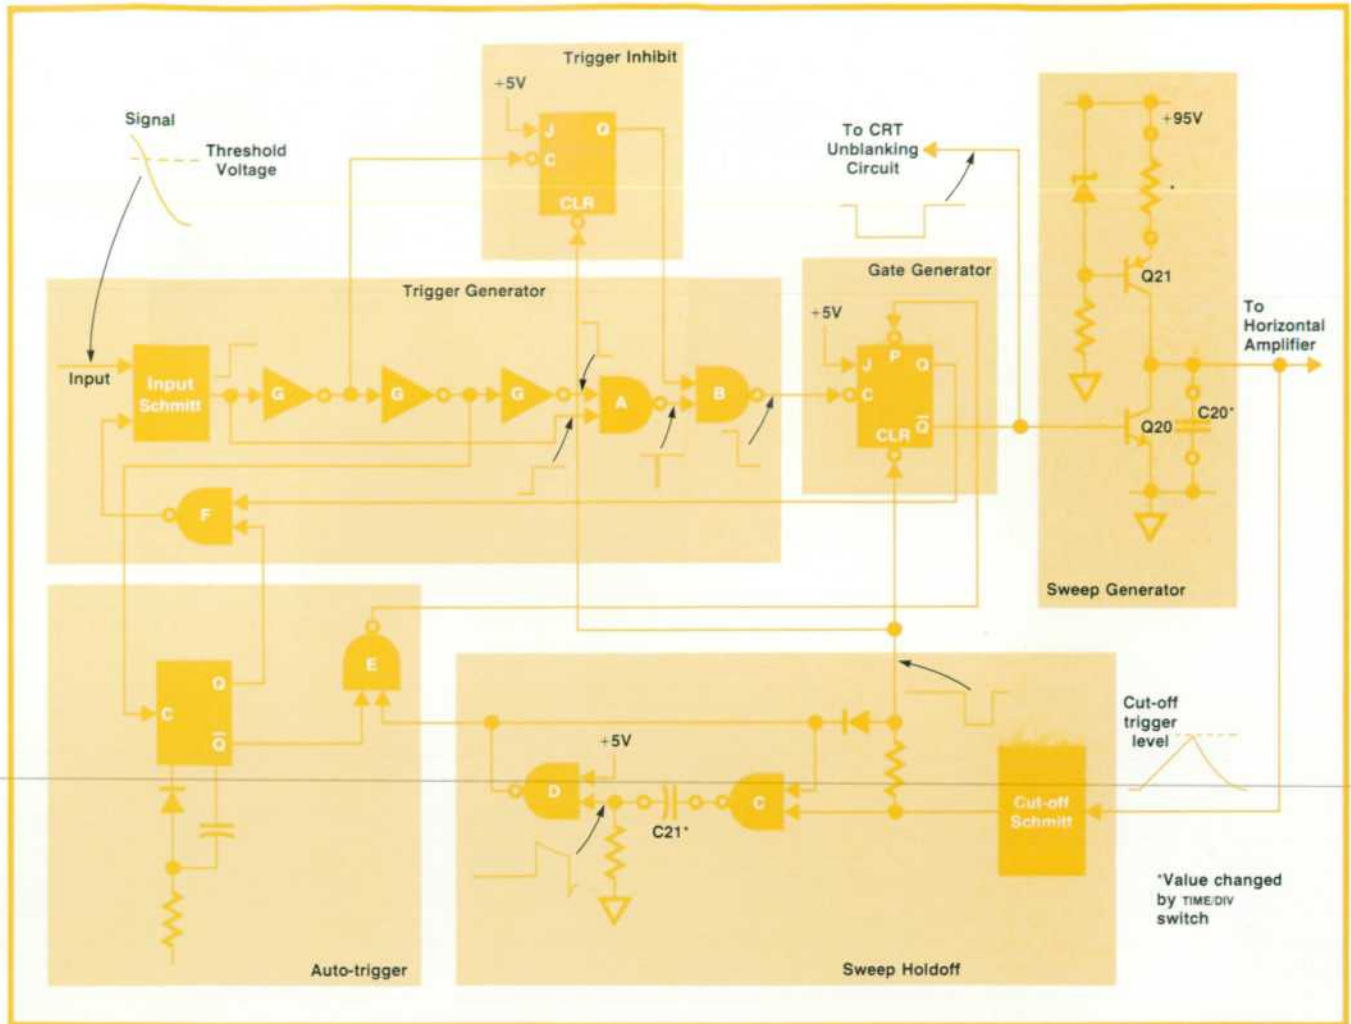 Trigger Inhibit
+5V
J
Q
C
CLR
Signal
Threshold
Voltage
To CRT
Unblanking
Circuit
+95V
Q21
Q20
C20*
To
Horizontal
Amplifier
Sweep Generator
Gate Generator
+5V
P
J
Q
C
Q̅
CLR
Trigger Generator
Input
Input
Schmitt
G
G
G
A
B
F
E
Q
C
Q̅
Auto-trigger
+5V
D
C21*
C
Cut-off
Schmitt
Cut-off
trigger
level
Sweep Holdoff
*Value changed
by TIME/DIV
switch